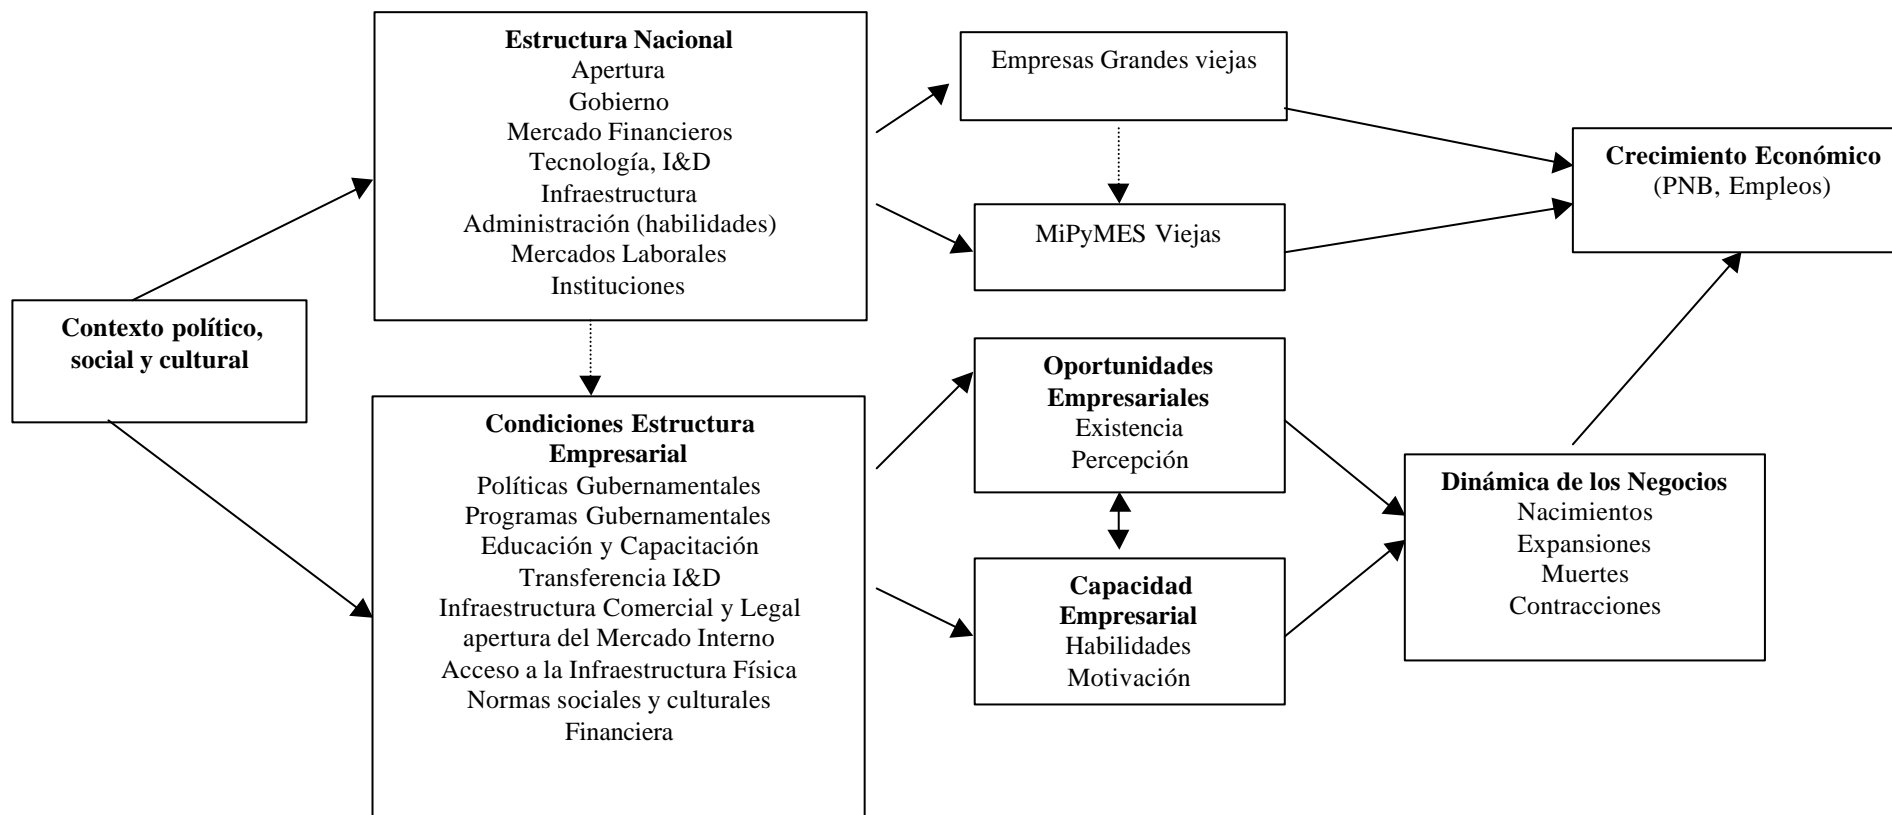 Estructura Nacional
Apertura
Gobierno
Mercado Financieros
Tecnología, I&D
Infraestructura
Administración (habilidades)
Mercados Laborales
Instituciones
Empresas Grandes viejas
MiPyMES Viejas
Crecimiento Económico
(PNB, Empleos)
Contexto político,
social y cultural
Condiciones Estructura
Empresarial
Políticas Gubernamentales
Programas Gubernamentales
Educación y Capacitación
Transferencia I&D
Infraestructura Comercial y Legal
apertura del Mercado Interno
Acceso a la Infraestructura Física
Normas sociales y culturales
Financiera
Oportunidades
Empresariales
Existencia
Percepción
Capacidad
Empresarial
Habilidades
Motivación
Dinámica de los Negocios
Nacimientos
Expansiones
Muertes
Contracciones